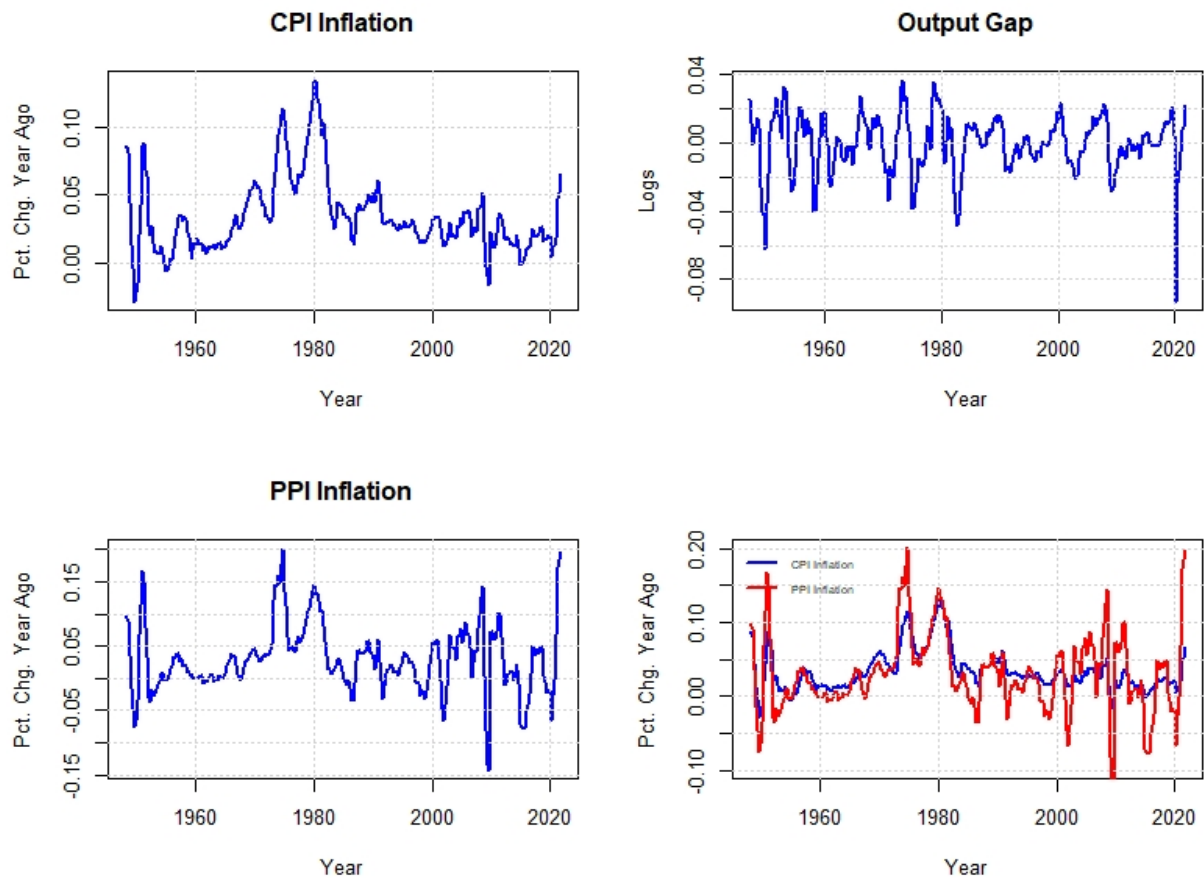 CPI Inflation
Pct. Chg. Year Ago
0.10
0.05
0.00
1960 1980 2000 2020
Year
Output Gap
Logs
0.04
0.00
-0.04
-0.08
1960 1980 2000 2020
Year
PPI Inflation
Pct. Chg. Year Ago
0.15
0.05
-0.05
-0.15
1960 1980 2000 2020
Year
Pct. Chg. Year Ago
CPI Inflation
PPI Inflation
0.20
0.10
0.00
-0.10
1960 1980 2000 2020
Year